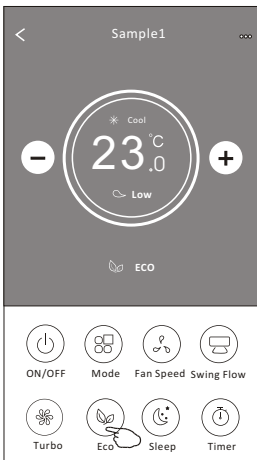 Sample1
Cool
23.0 °C
Low
ECO
ON/OFF Mode Fan Speed Swing Flow
Turbo Eco Sleep Timer